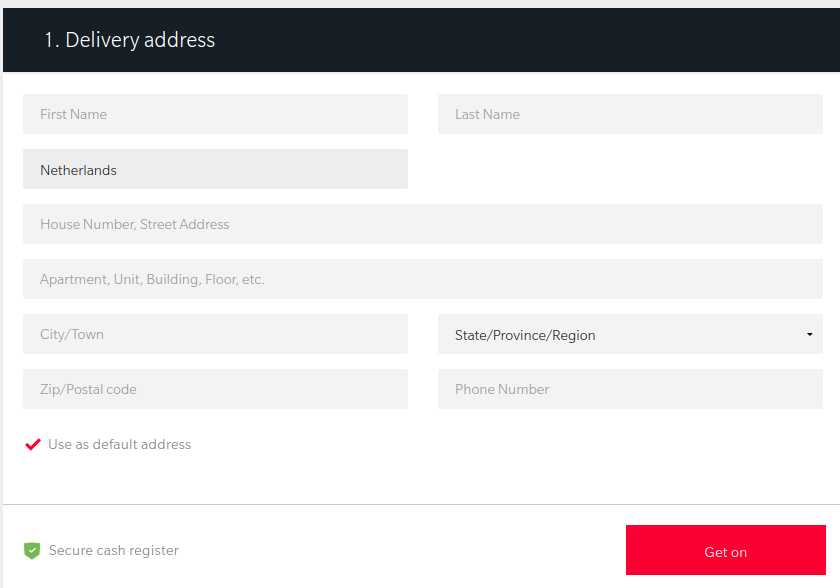 1. Delivery address
First Name
Last Name
Netherlands
House Number, Street Address
Apartment, Unit, Building, Floor, etc.
City/Town
State/Province/Region
Zip/Postal code
Phone Number
Use as default address
Secure cash register
Get on